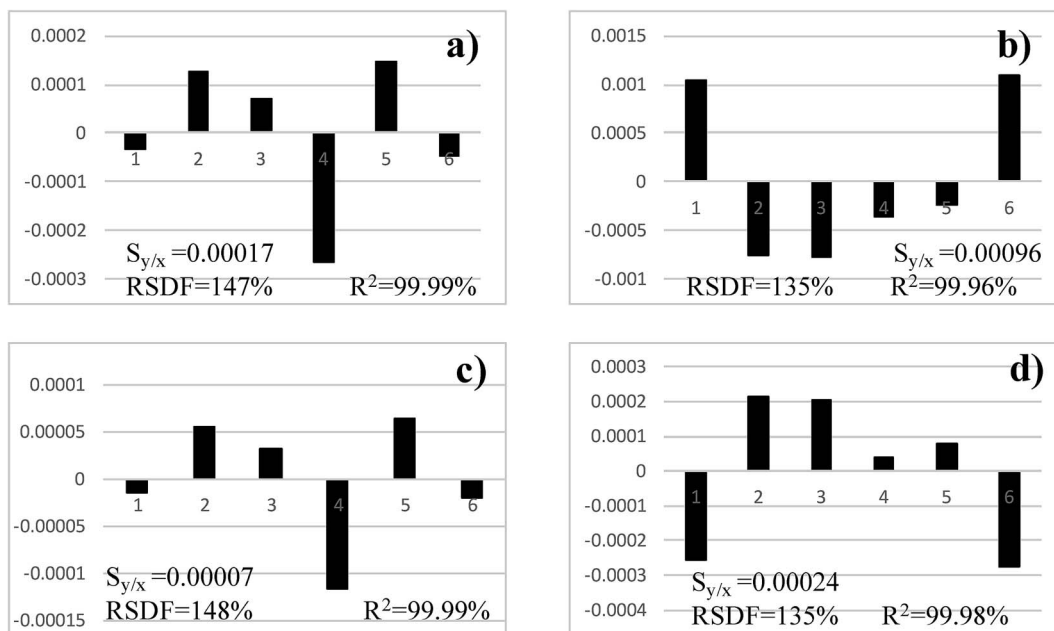 a)
0.0002
0.0001
0
-0.0001
-0.0002
-0.0003
1 2 3 4 5 6
S_y/x =0.00017
RSDF=147% R²=99.99%
b)
0.0015
0.001
0.0005
0
-0.0005
-0.001
1 2 3 4 5 6
S_y/x =0.00096
RSDF=135% R²=99.96%
c)
0.0001
0.00005
0
-0.00005
-0.0001
-0.00015
1 2 3 4 5 6
S_y/x =0.00007
RSDF=148% R²=99.99%
d)
0.0003
0.0002
0.0001
0
-0.0001
-0.0002
-0.0003
-0.0004
1 2 3 4 5 6
S_y/x =0.00024
RSDF=135% R²=99.98%